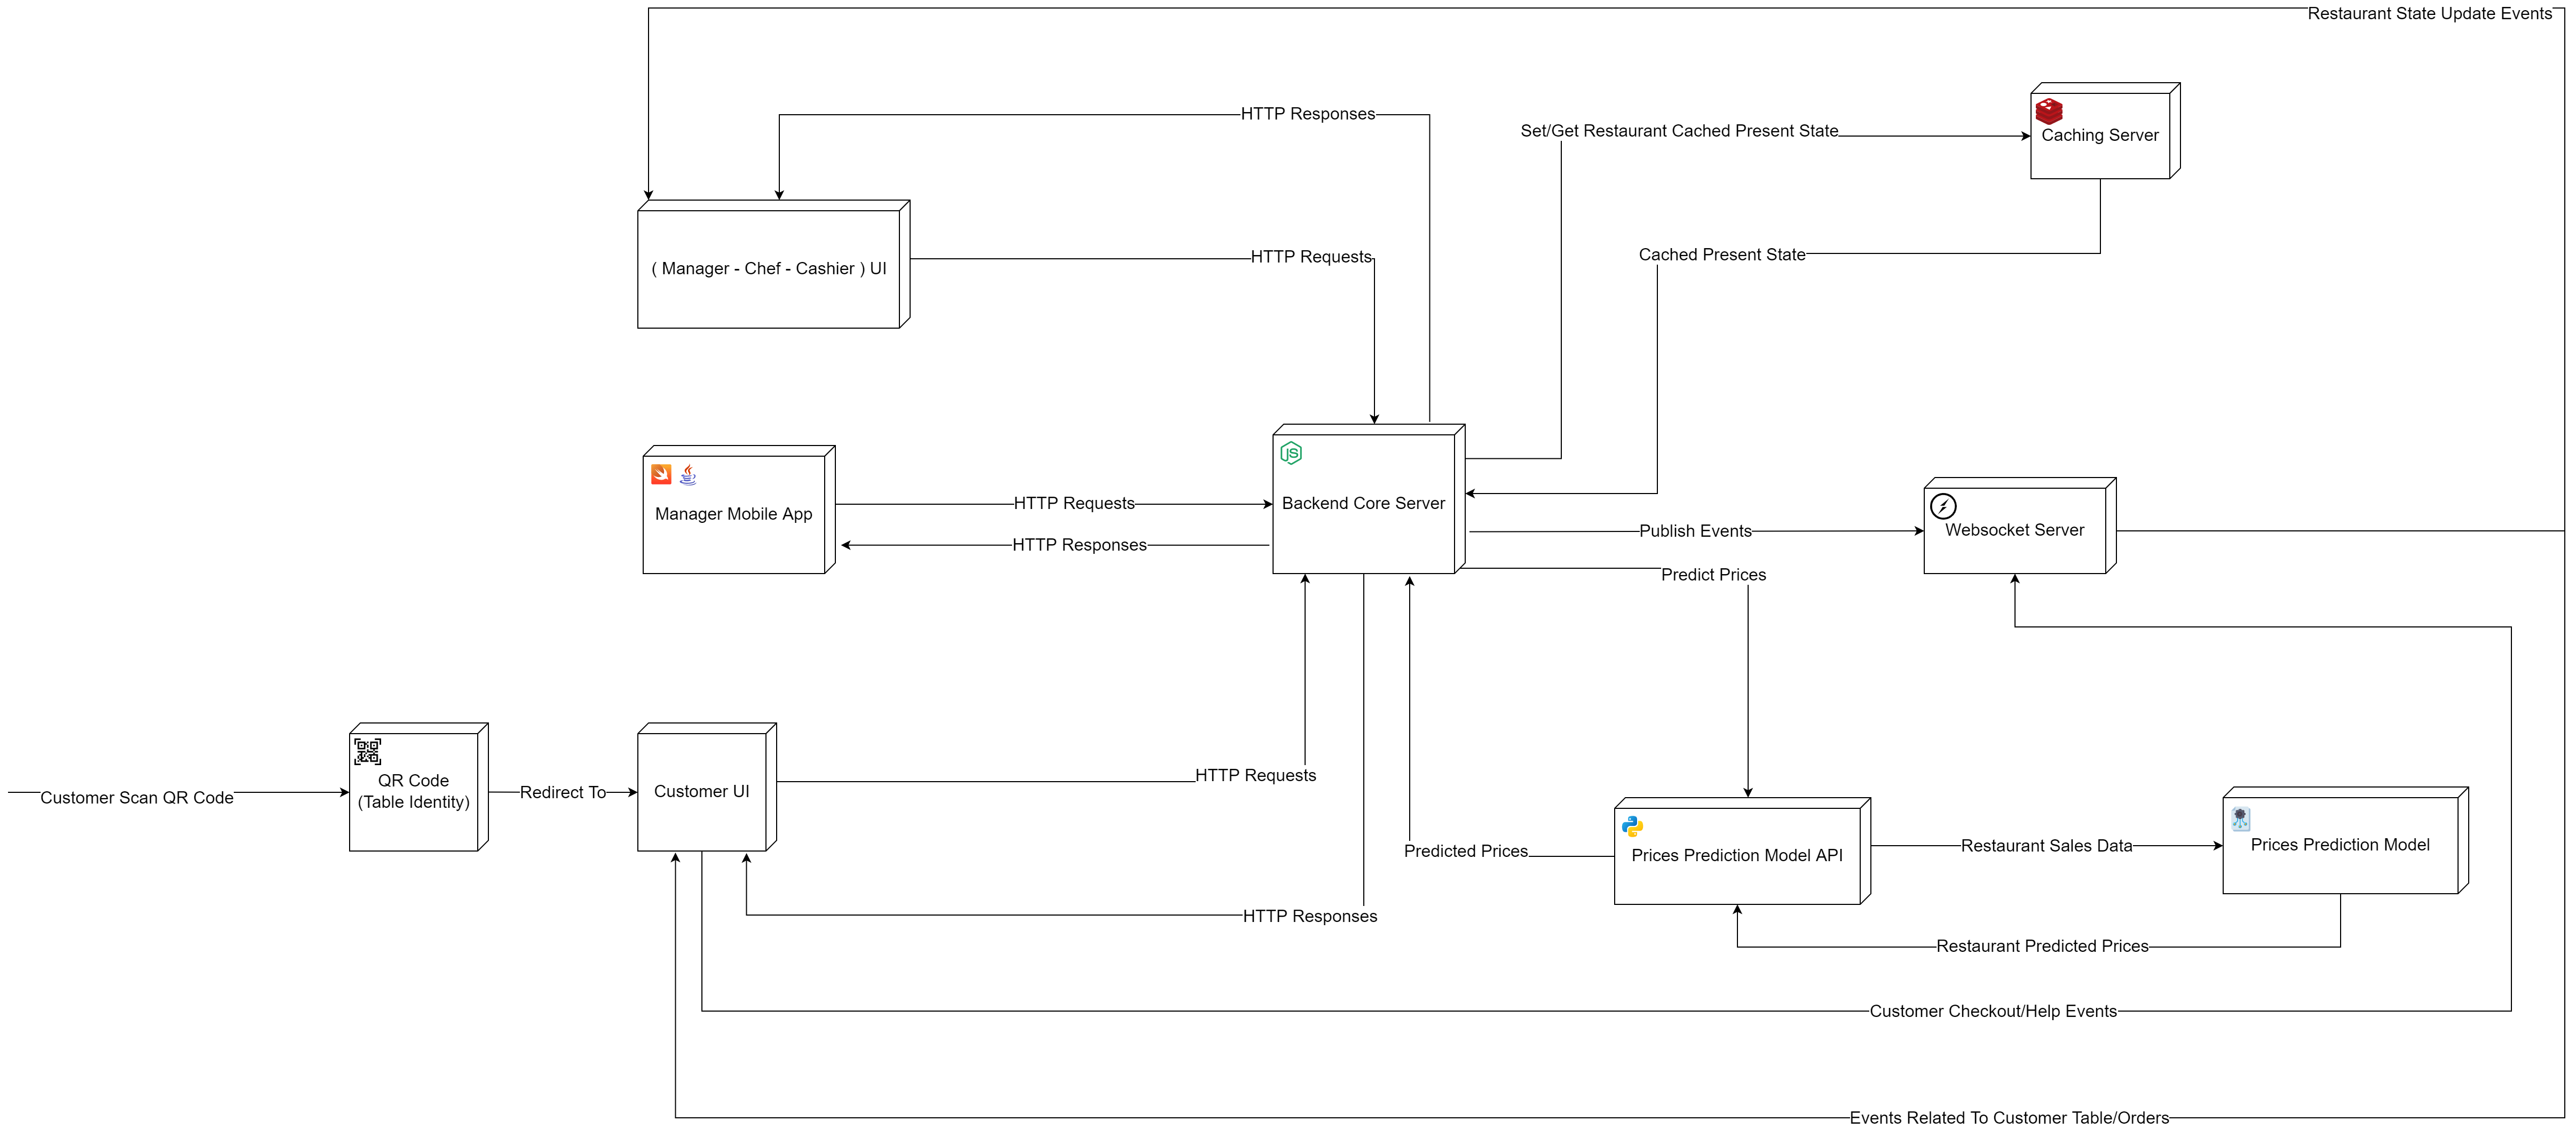 Restaurant State Update Events
HTTP Responses
Set/Get Restaurant Cached Present State
Caching Server
HTTP Requests
Cached Present State
( Manager - Chef - Cashier ) UI
JS
Manager Mobile App
HTTP Requests
HTTP Responses
Backend Core Server
Publish Events
Websocket Server
Predict Prices
Customer Scan QR Code
QR Code
(Table Identity)
Redirect To
Customer UI
HTTP Requests
Predicted Prices
Prices Prediction Model API
Restaurant Sales Data
Prices Prediction Model
HTTP Responses
Restaurant Predicted Prices
Customer Checkout/Help Events
Events Related To Customer Table/Orders